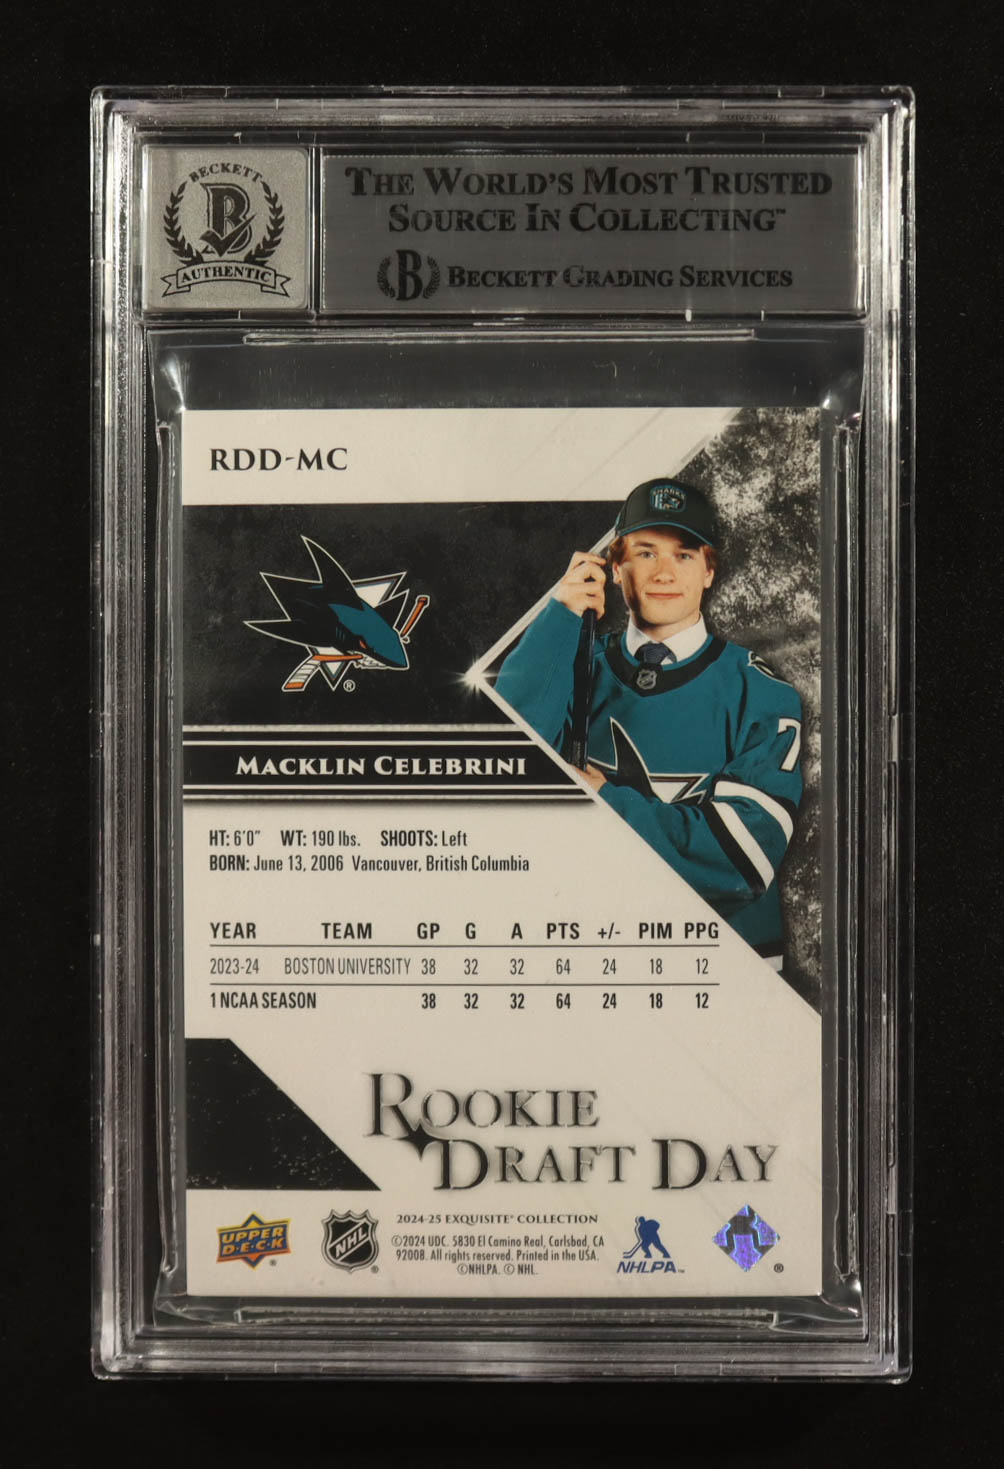 BECKETT
B
AUTHENTIC
THE WORLD'S MOST TRUSTED
SOURCE IN COLLECTING™
B BECKETT GRADING SERVICES
RDD-MC
SHARKS
®
7
MACKLIN CELEBRINI
HT: 6'0" WT: 190 lbs. SHOOTS: Left
BORN: June 13, 2006 Vancouver, British Columbia
YEAR TEAM GP G A PTS +/- PIM PPG
2023-24 BOSTON UNIVERSITY 38 32 32 64 24 18 12
1 NCAA SEASON 38 32 32 64 24 18 12
ROOKIE
DRAFT DAY
UPPER
DECK
®
NHL
®
2024-25 EXQUISITE® COLLECTION
©2024 UDC. 5830 El Camino Real, Carlsbad, CA
92008. All rights reserved. Printed in the USA.
©NHLPA. © NHL.
NHLPA™
®